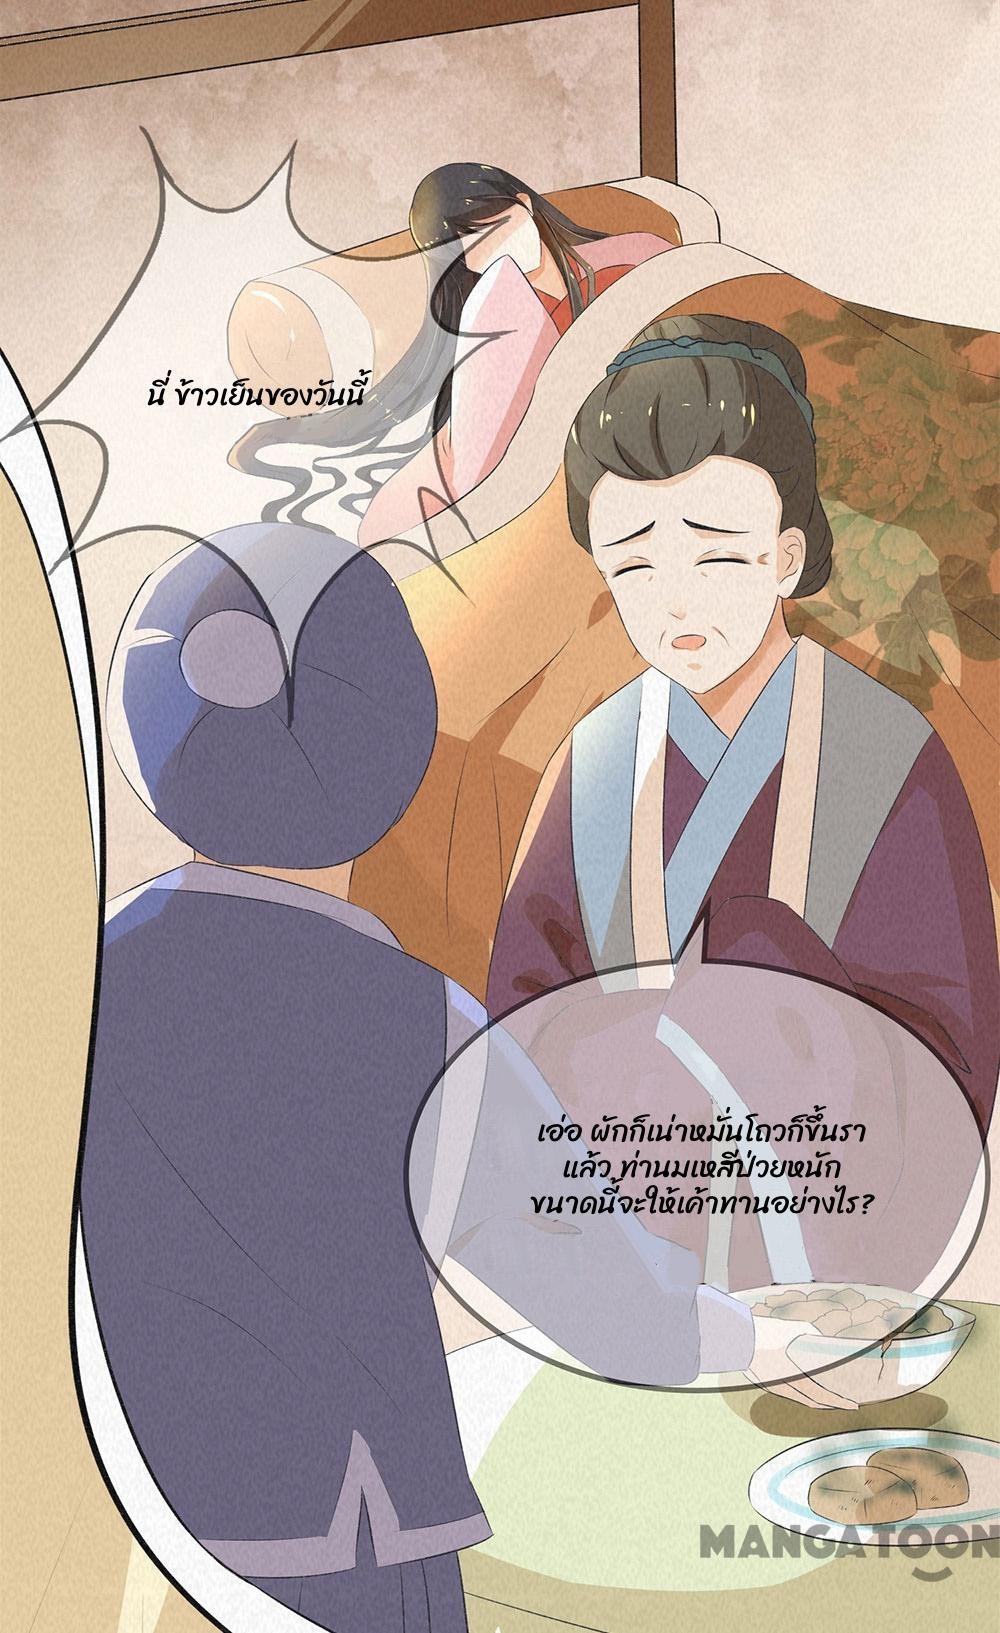 นี่ ข้าวเย็นของวันนี้
เอ่อ ผักก็เน่าหมั่นโถวก็ขึ้นรา
แล้ว ท่านมเหสีป่วยหนัก
ขนาดนี้จะให้เค้าทานอย่างไร?
MANGATOON